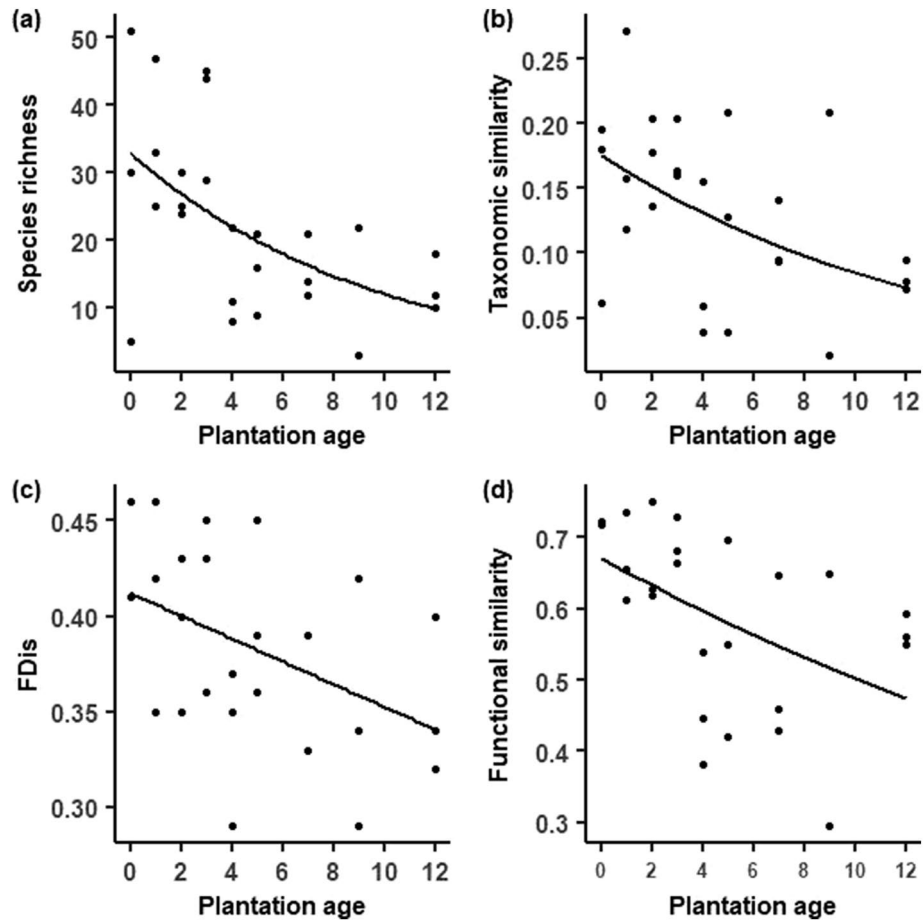 (a)
Species richness
50
40
30
20
10
0 2 4 6 8 10 12
Plantation age
(b)
Taxonomic similarity
0.25
0.20
0.15
0.10
0.05
0 2 4 6 8 10 12
Plantation age
(c)
FDis
0.45
0.40
0.35
0.30
0 2 4 6 8 10 12
Plantation age
(d)
Functional similarity
0.7
0.6
0.5
0.4
0.3
0 2 4 6 8 10 12
Plantation age